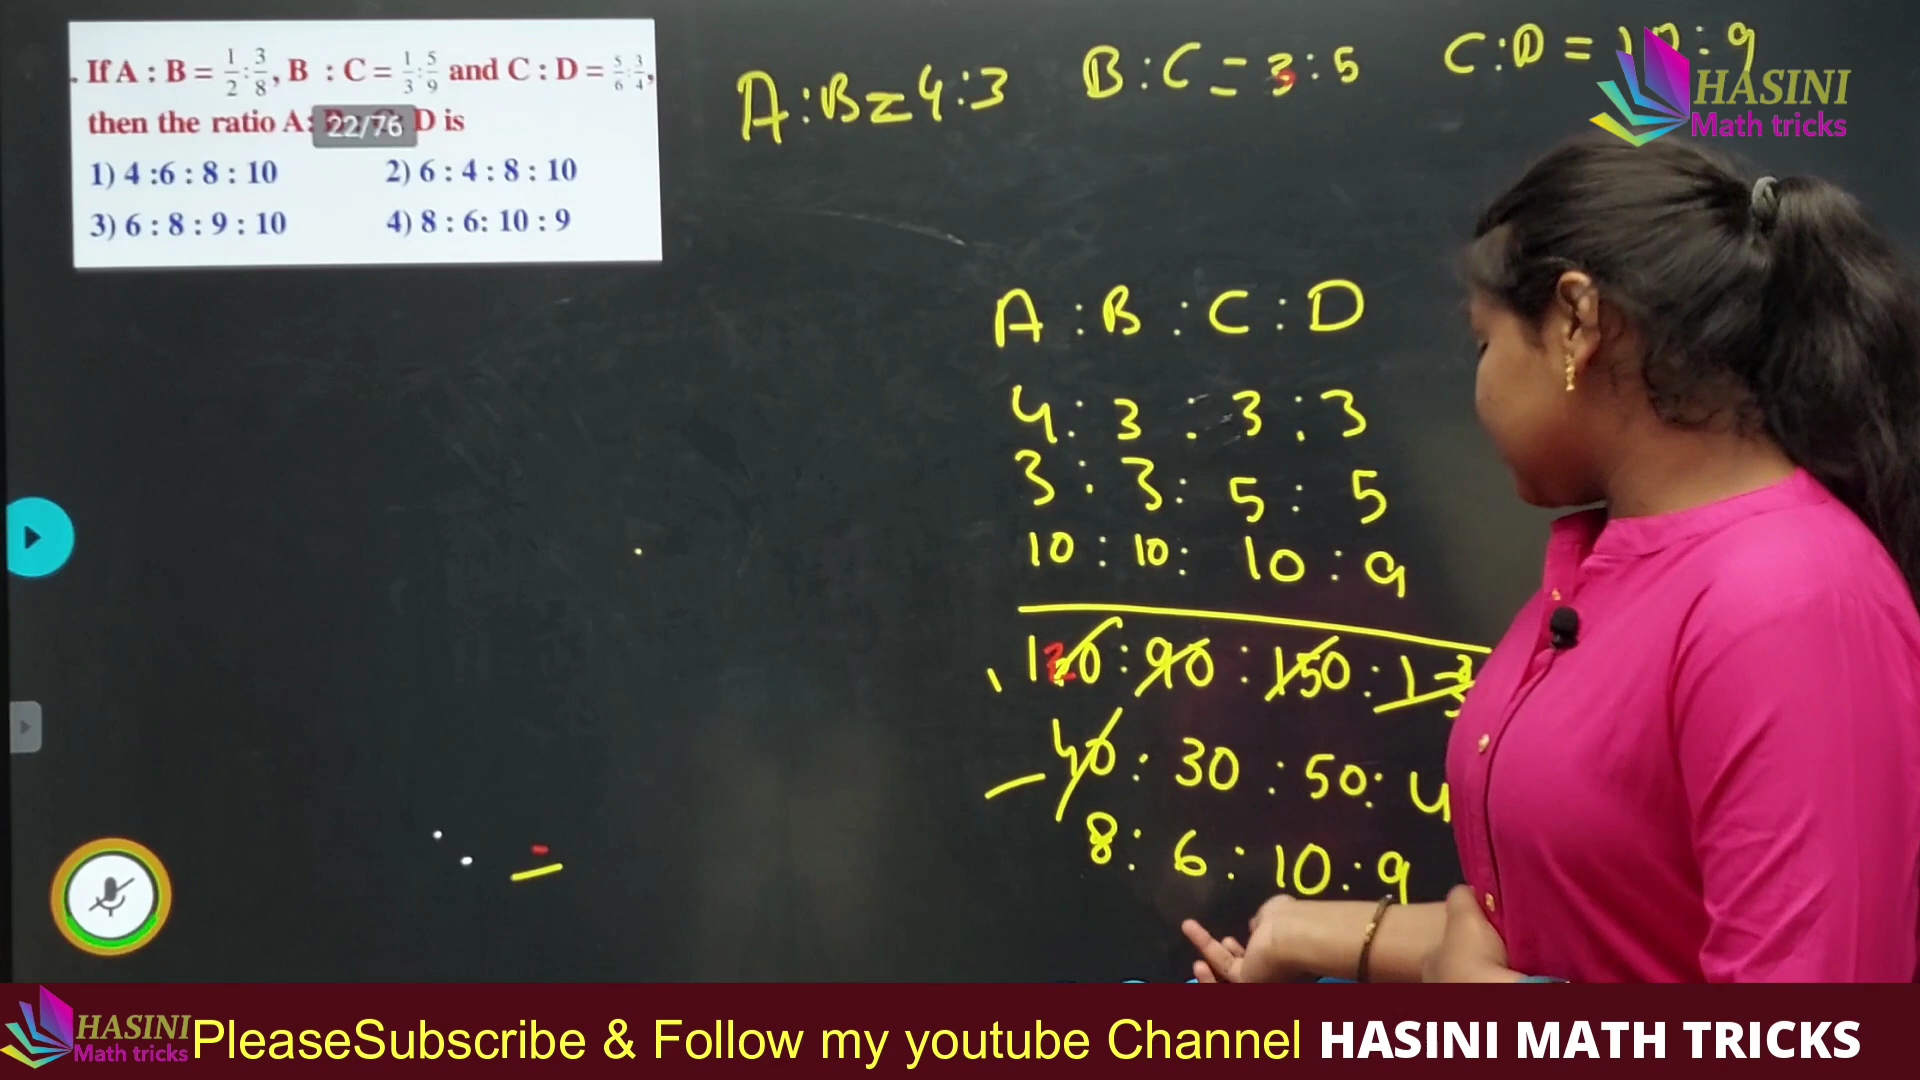 . If A : B = 1/2 : 3/8, B : C = 1/3 : 5/9 and C : D = 5/6 : 3/4,
then the ratio A: D is
22/76
1) 4 :6 : 8 : 10 2) 6 : 4 : 8 : 10
3) 6 : 8 : 9 : 10 4) 8 : 6: 10 : 9
A:B=4:3 B:C=3:5 C:D=10:9
HASINI
Math tricks
A : B : C : D
4 : 3 : 3 : 3
3 : 3 : 5 : 5
10 : 10 : 10 : 9
120 : 90 : 150 :
40 : 30 : 50 : 4
8 : 6 : 10 : 9
HASINI
Math tricks
PleaseSubscribe & Follow my youtube Channel HASINI MATH TRICKS